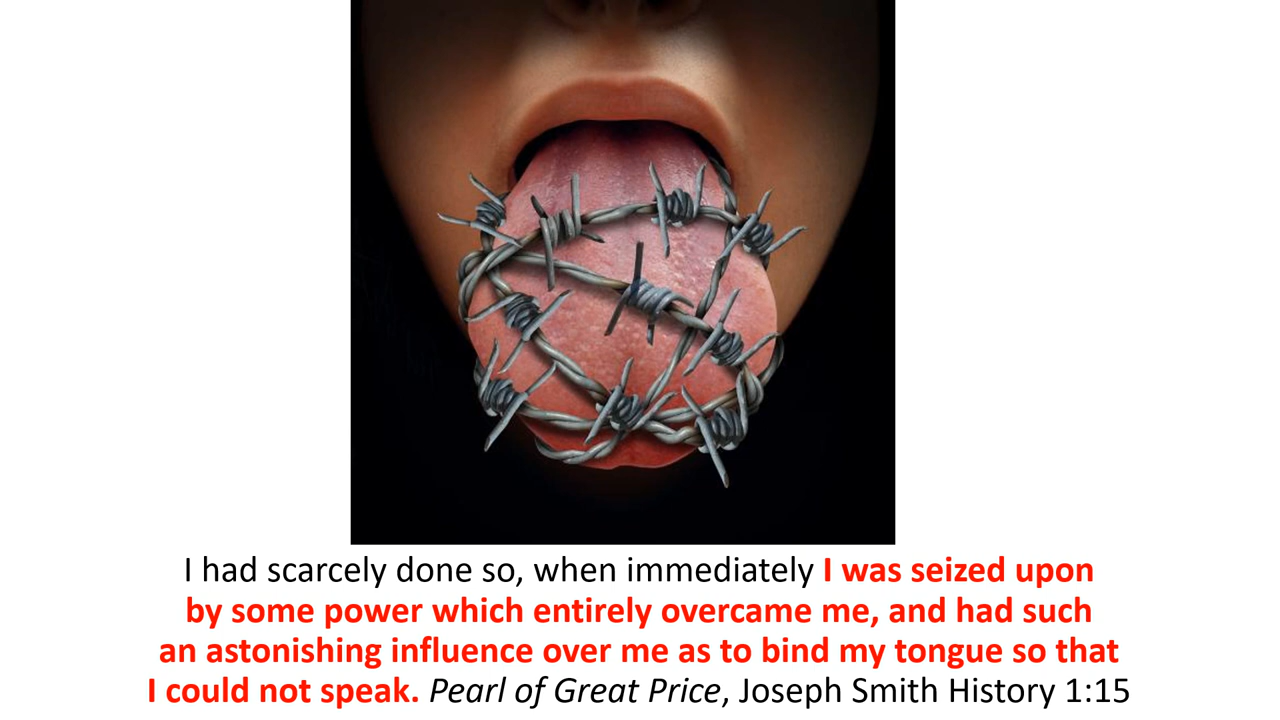 I had scarcely done so, when immediately I was seized upon
by some power which entirely overcame me, and had such
an astonishing influence over me as to bind my tongue so that
I could not speak. Pearl of Great Price, Joseph Smith History 1:15